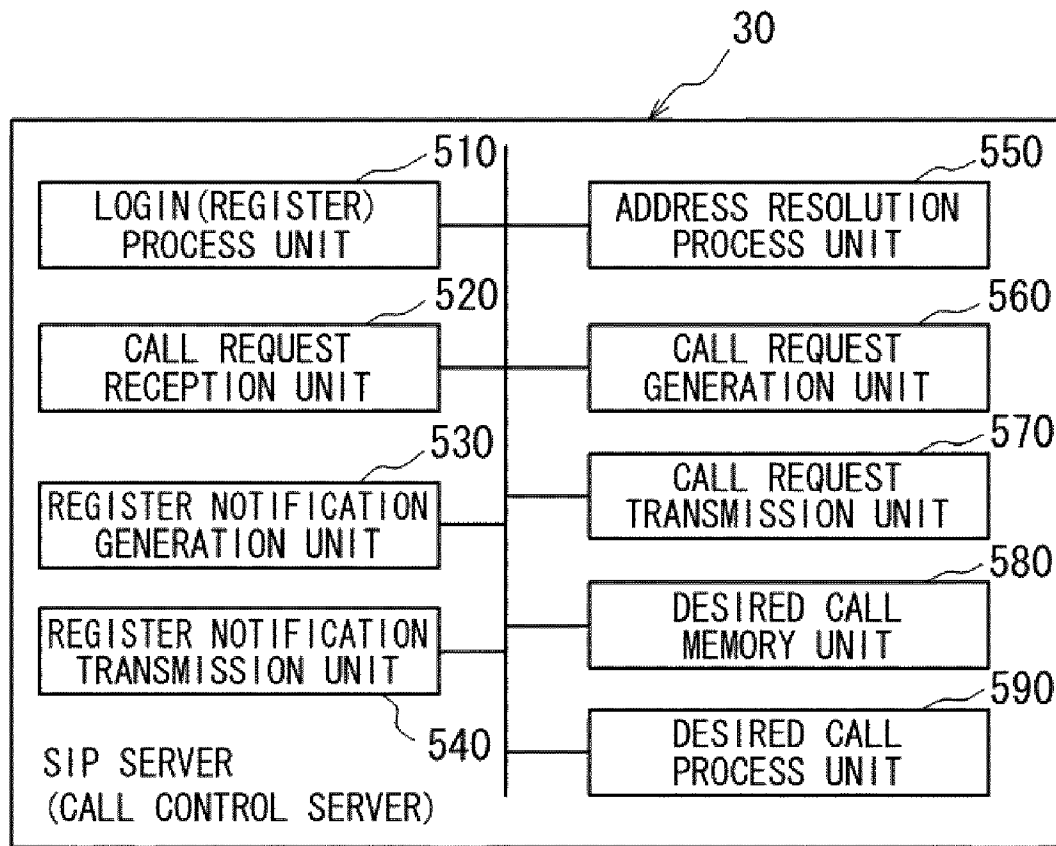 30
510
LOGIN(REGISTER)
PROCESS UNIT
520
CALL REQUEST
RECEPTION UNIT
530
REGISTER NOTIFICATION
GENERATION UNIT
REGISTER NOTIFICATION
TRANSMISSION UNIT
540
SIP SERVER
(CALL CONTROL SERVER)
550
ADDRESS RESOLUTION
PROCESS UNIT
560
CALL REQUEST
GENERATION UNIT
570
CALL REQUEST
TRANSMISSION UNIT
580
DESIRED CALL
MEMORY UNIT
590
DESIRED CALL
PROCESS UNIT